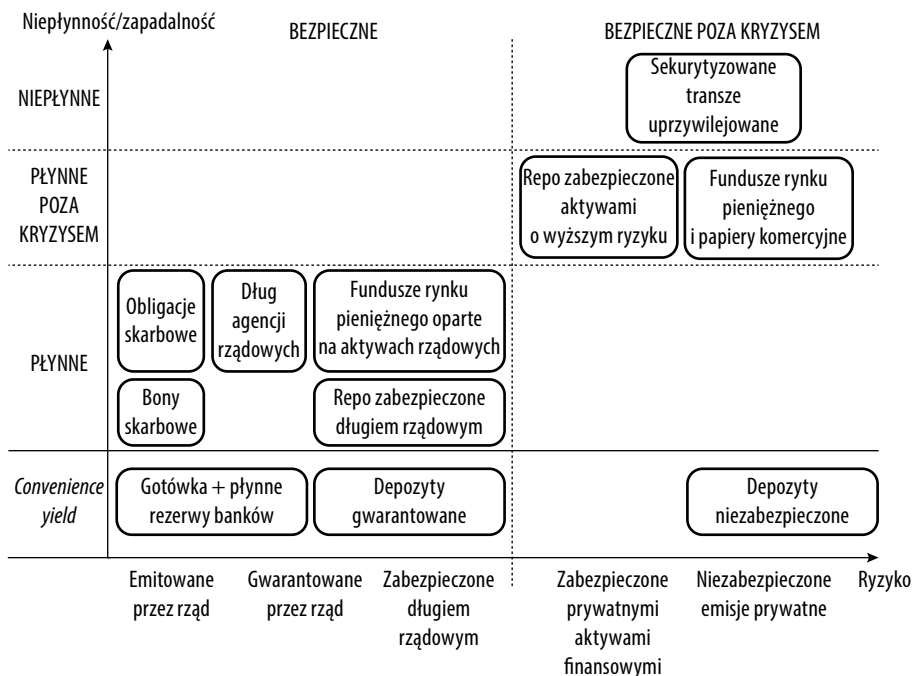 Niepłynność/zapadalność
BEZPIECZNE
BEZPIECZNE POZA KRYZYSEM
NIEPŁYNNE
Sekurytyzowane
transze
uprzywilejowane
PŁYNNE
POZA
KRYZYSEM
Repo zabezpieczone
aktywami
o wyższym ryzyku
Fundusze rynku
pieniężnego
i papiery komercyjne
PŁYNNE
Obligacje
skarbowe
Dług
agencji
rządowych
Fundusze rynku
pieniężnego oparte
na aktywach rządowych
Bony
skarbowe
Repo zabezpieczone
długiem rządowym
Convenience
yield
Gotówka + płynne
rezerwy banków
Depozyty
gwarantowane
Depozyty
niezabezpieczone
Emitowane
przez rząd
Gwarantowane
przez rząd
Zabezpieczone
długiem
rządowym
Zabezpieczone
prywatnymi
aktywami
finansowymi
Niezabezpieczone
emisje prywatne
Ryzyko